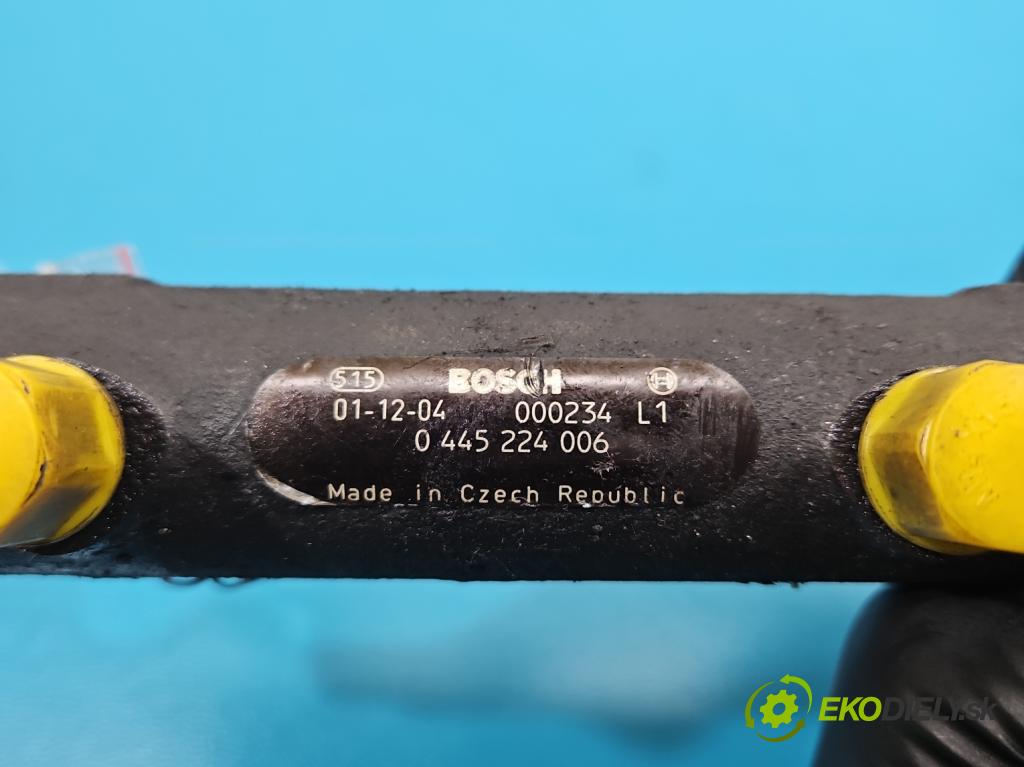 515 BOSCH
01-12-04 000234 L1
0 445 224 006
Made in Czech Republic
EKODIELY.sk